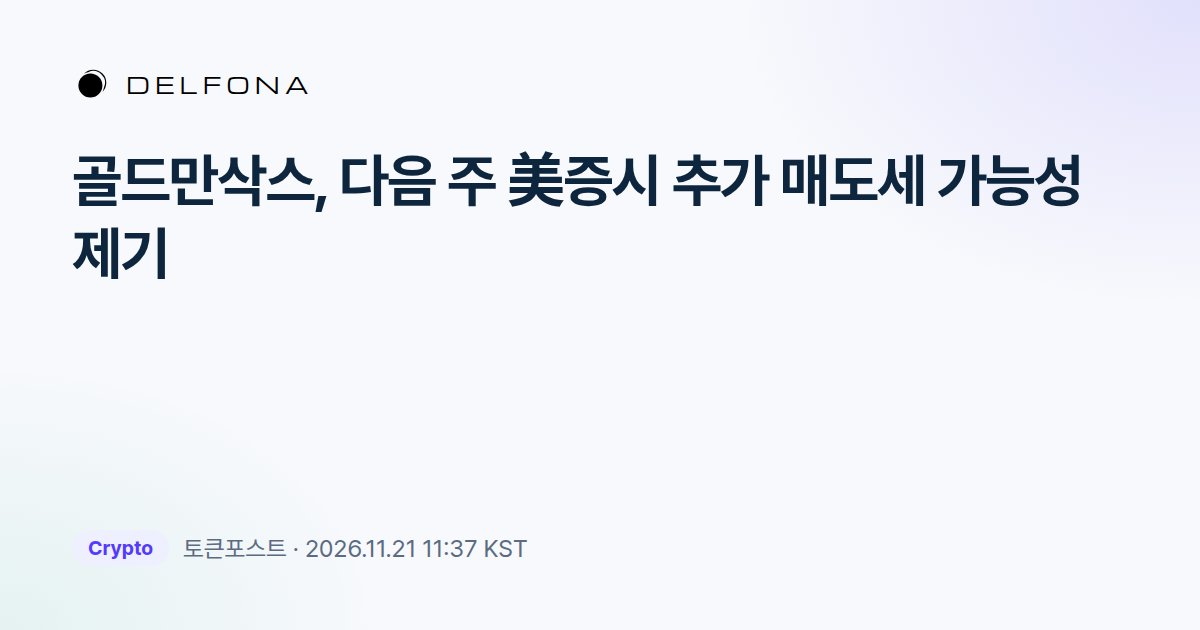 DELFONA
골드만삭스, 다음 주 美증시 추가 매도세 가능성
제기
Crypto 토큰포스트 · 2026.11.21 11:37 KST